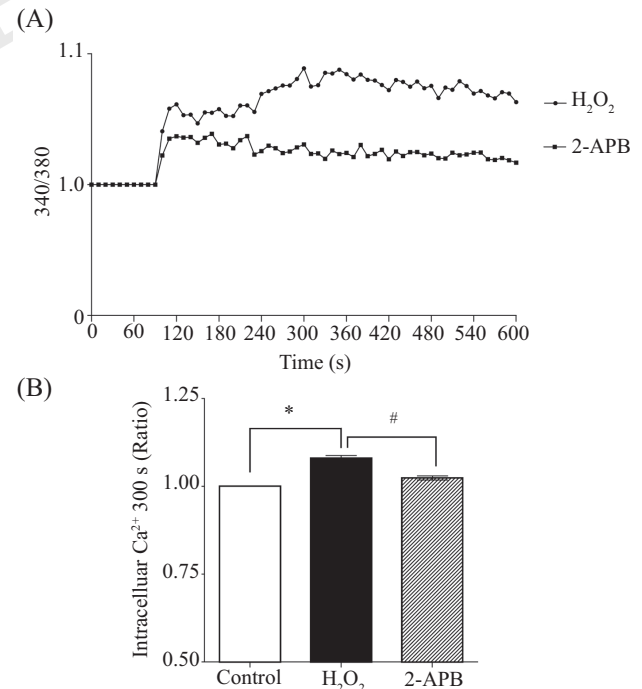 (A)
1.1
1.0
0
340/380
H₂O₂
2-APB
0 60 120 180 240 300 360 420 480 540 600
Time (s)
(B)
Intracelluar Ca²⁺ 300 s (Ratio)
1.25
1.00
0.75
0.50
* #
Control H₂O₂ 2-APB